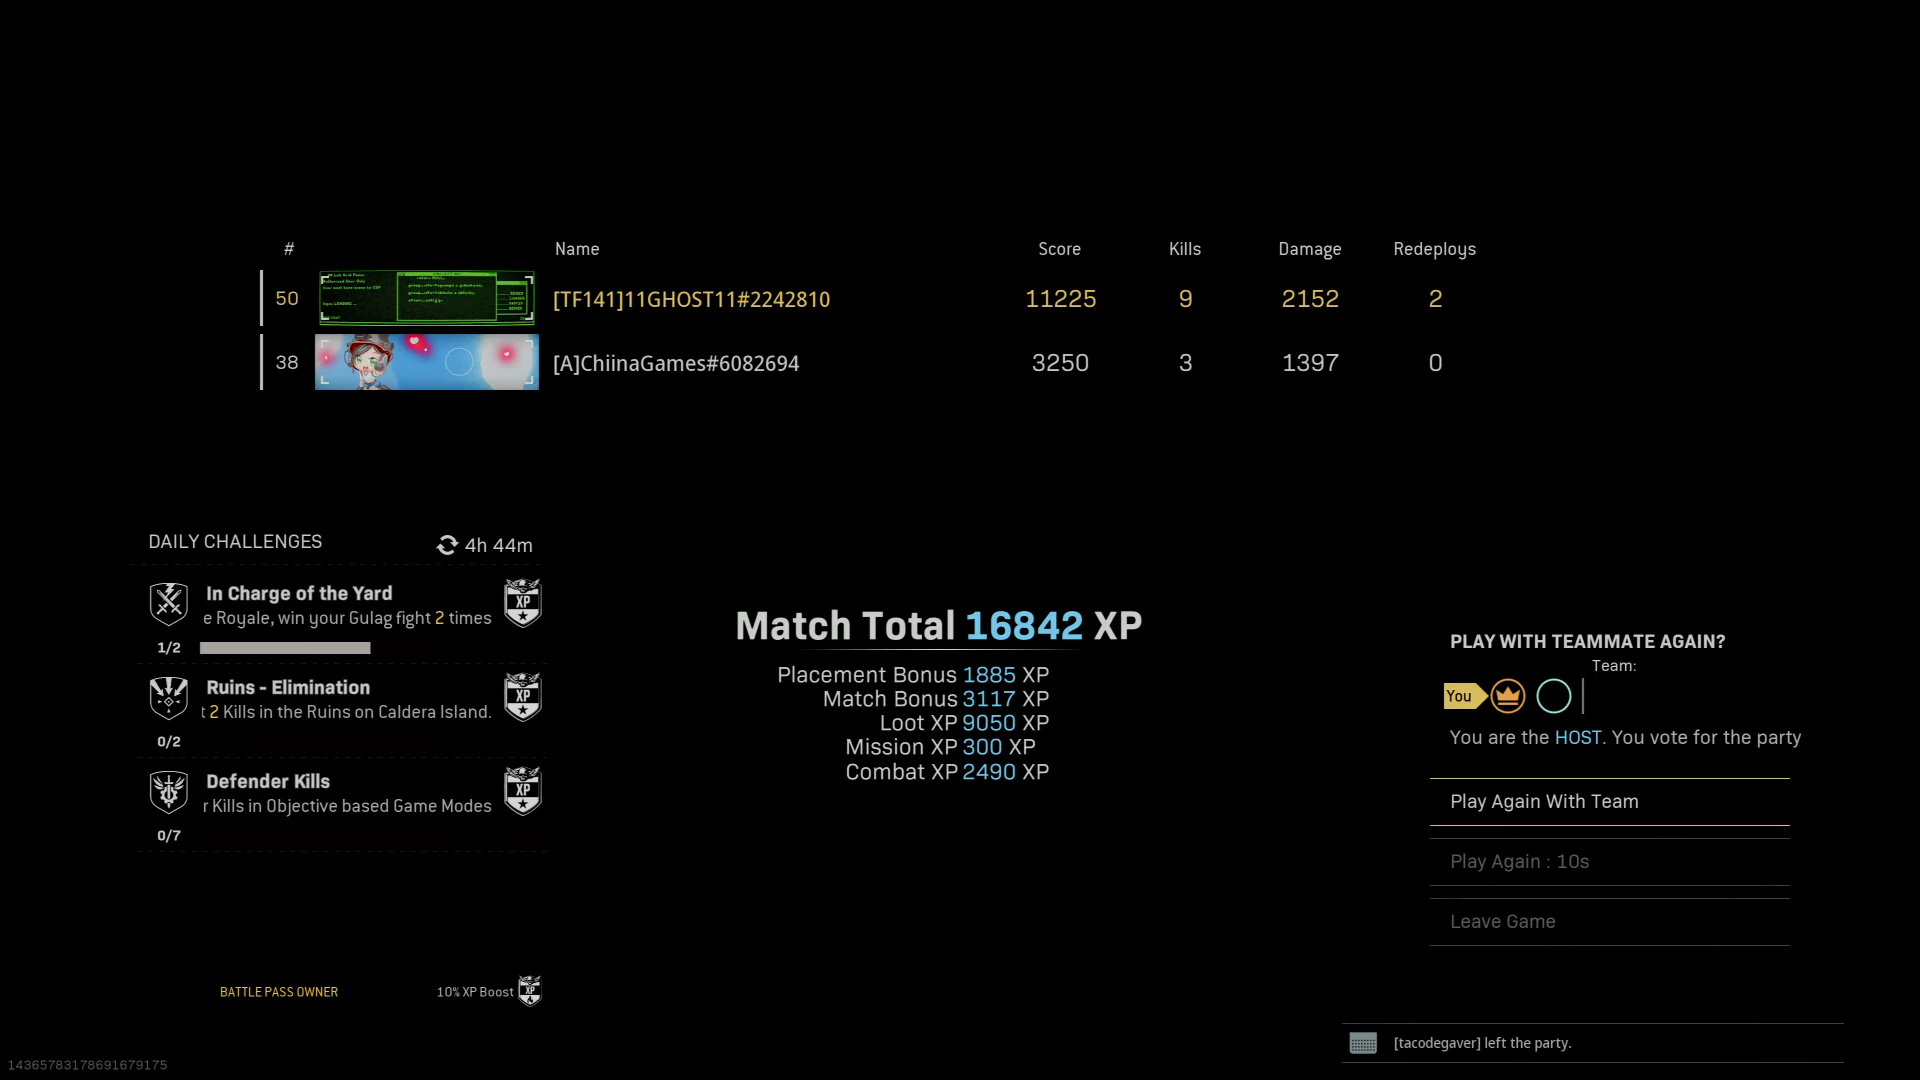 # Name Score Kills Damage Redeploys
50 [TF141]11GHOST11#2242810 11225 9 2152 2
38 [A]ChiinaGames#6082694 3250 3 1397 0
DAILY CHALLENGES 4h 44m
In Charge of the Yard
e Royale, win your Gulag fight 2 times
XP
1/2
Ruins - Elimination
t 2 Kills in the Ruins on Caldera Island.
XP
0/2
Defender Kills
r Kills in Objective based Game Modes
XP
0/7
BATTLE PASS OWNER 10% XP Boost XP
Match Total 16842 XP
Placement Bonus 1885 XP
Match Bonus 3117 XP
Loot XP 9050 XP
Mission XP 300 XP
Combat XP 2490 XP
PLAY WITH TEAMMATE AGAIN?
Team:
You
You are the HOST. You vote for the party
Play Again With Team
Play Again : 10s
Leave Game
[tacodegaver] left the party.
14365783178691679175